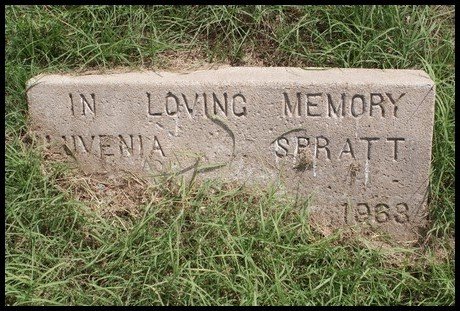 IN LOVING MEMORY
LUVENIA SPRATT
1963